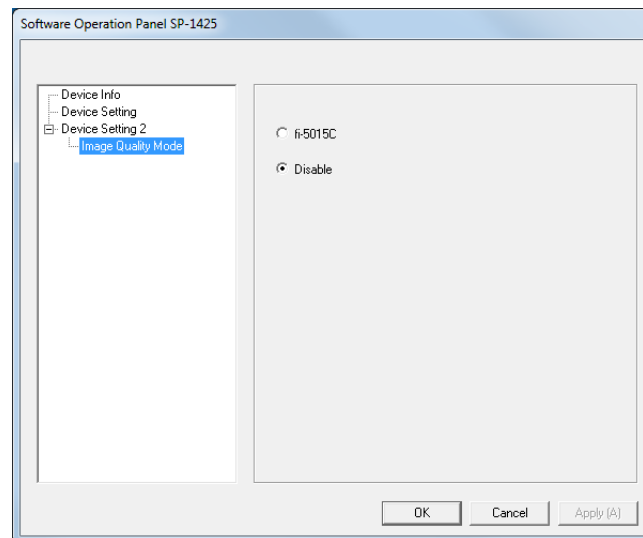 Software Operation Panel SP-1425
Device Info
Device Setting
Device Setting 2
Image Quality Mode
fi-5015C
Disable
OK
Cancel
Apply (A)